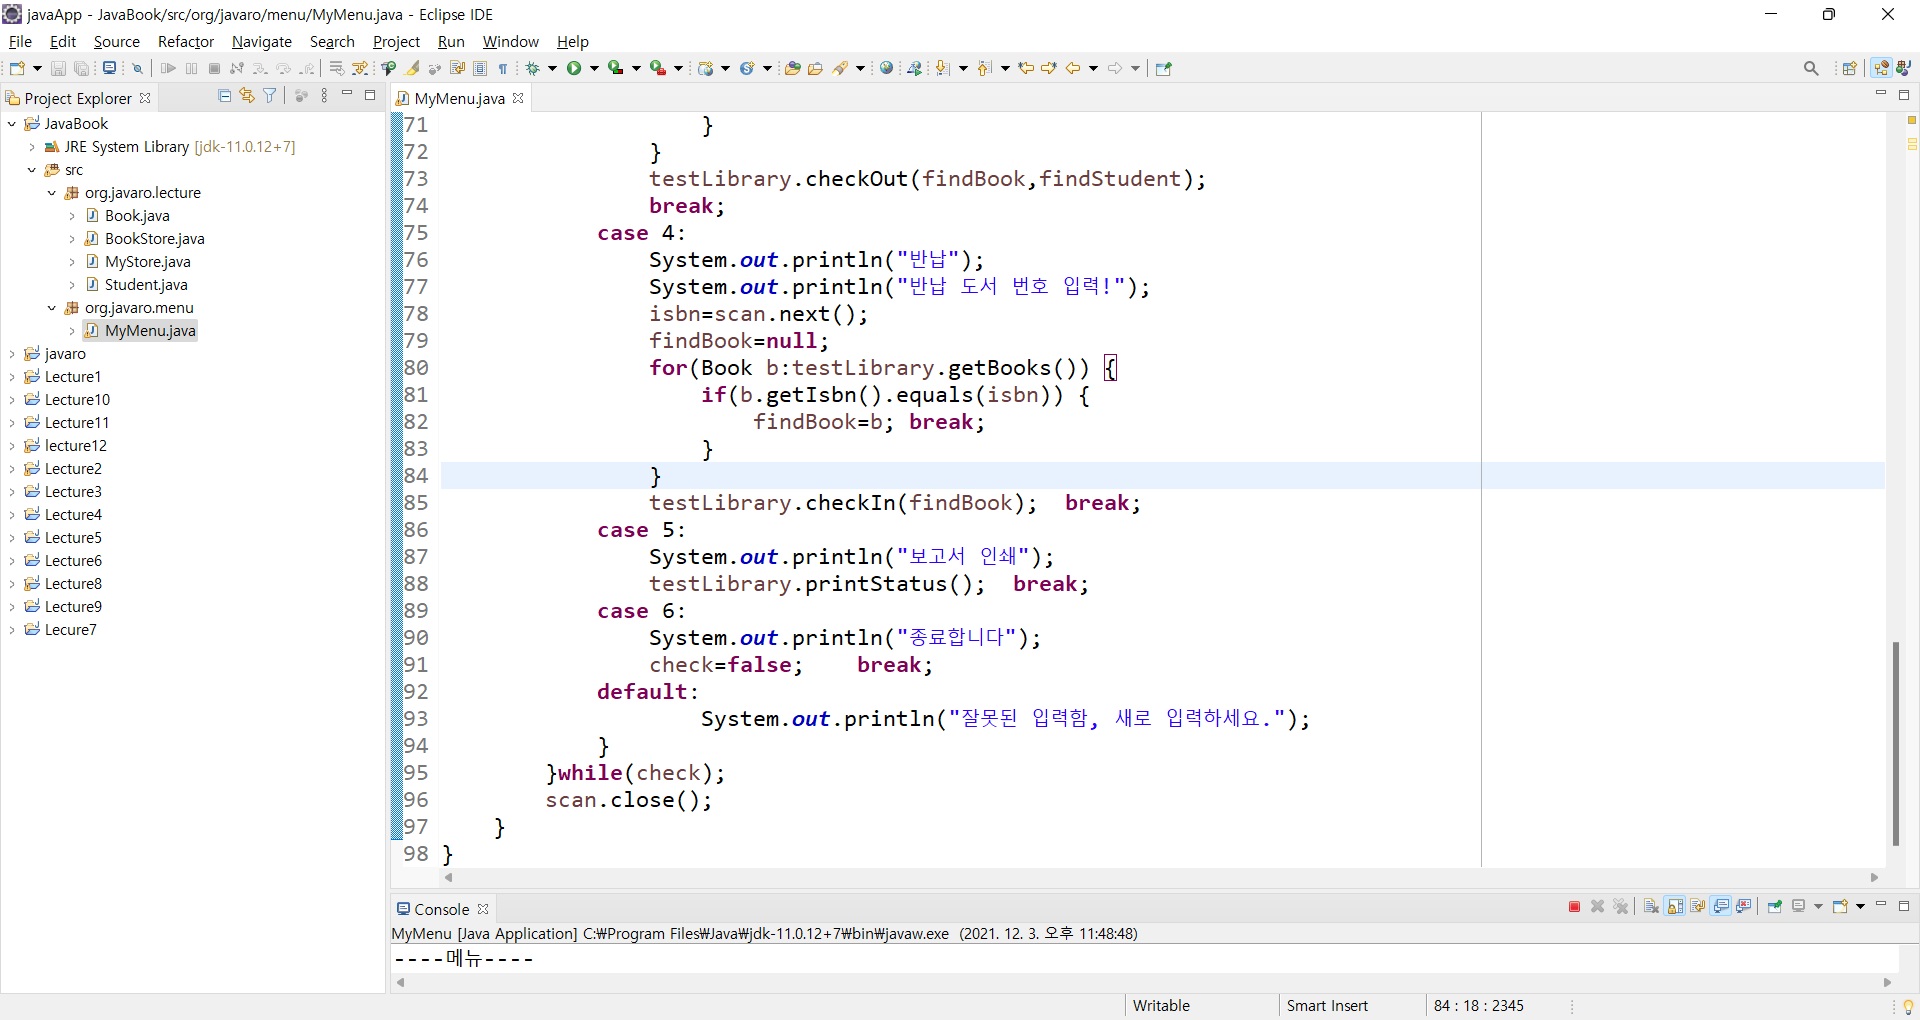 javaApp - JavaBook/src/org/javaro/menu/MyMenu.java - Eclipse IDE
File Edit Source Refactor Navigate Search Project Run Window Help
Project Explorer
JavaBook
JRE System Library [jdk-11.0.12+7]
src
org.javaro.lecture
Book.java
BookStore.java
MyStore.java
Student.java
org.javaro.menu
MyMenu.java
javaro
Lecture1
Lecture10
Lecture11
lecture12
Lecture2
Lecture3
Lecture4
Lecture5
Lecture6
Lecture8
Lecture9
Lecure7
MyMenu.java
71 }
72 }
73 testLibrary.checkOut(findBook,findStudent);
74 break;
75 case 4:
76 System.out.println("반납");
77 System.out.println("반납 도서 번호 입력!");
78 isbn=scan.next();
79 findBook=null;
80 for(Book b:testLibrary.getBooks()) {
81 if(b.getIsbn().equals(isbn)) {
82 findBook=b; break;
83 }
84 }
85 testLibrary.checkIn(findBook); break;
86 case 5:
87 System.out.println("보고서 인쇄");
88 testLibrary.printStatus(); break;
89 case 6:
90 System.out.println("종료합니다");
91 check=false; break;
92 default:
93 System.out.println("잘못된 입력함, 새로 입력하세요.");
94 }
95 }while(check);
96 scan.close();
97 }
98 }
Console
MyMenu [Java Application] C:₩Program Files₩Java₩jdk-11.0.12+7₩bin₩javaw.exe (2021. 12. 3. 오후 11:48:48)
----메뉴----
Writable Smart Insert 84 : 18 : 2345